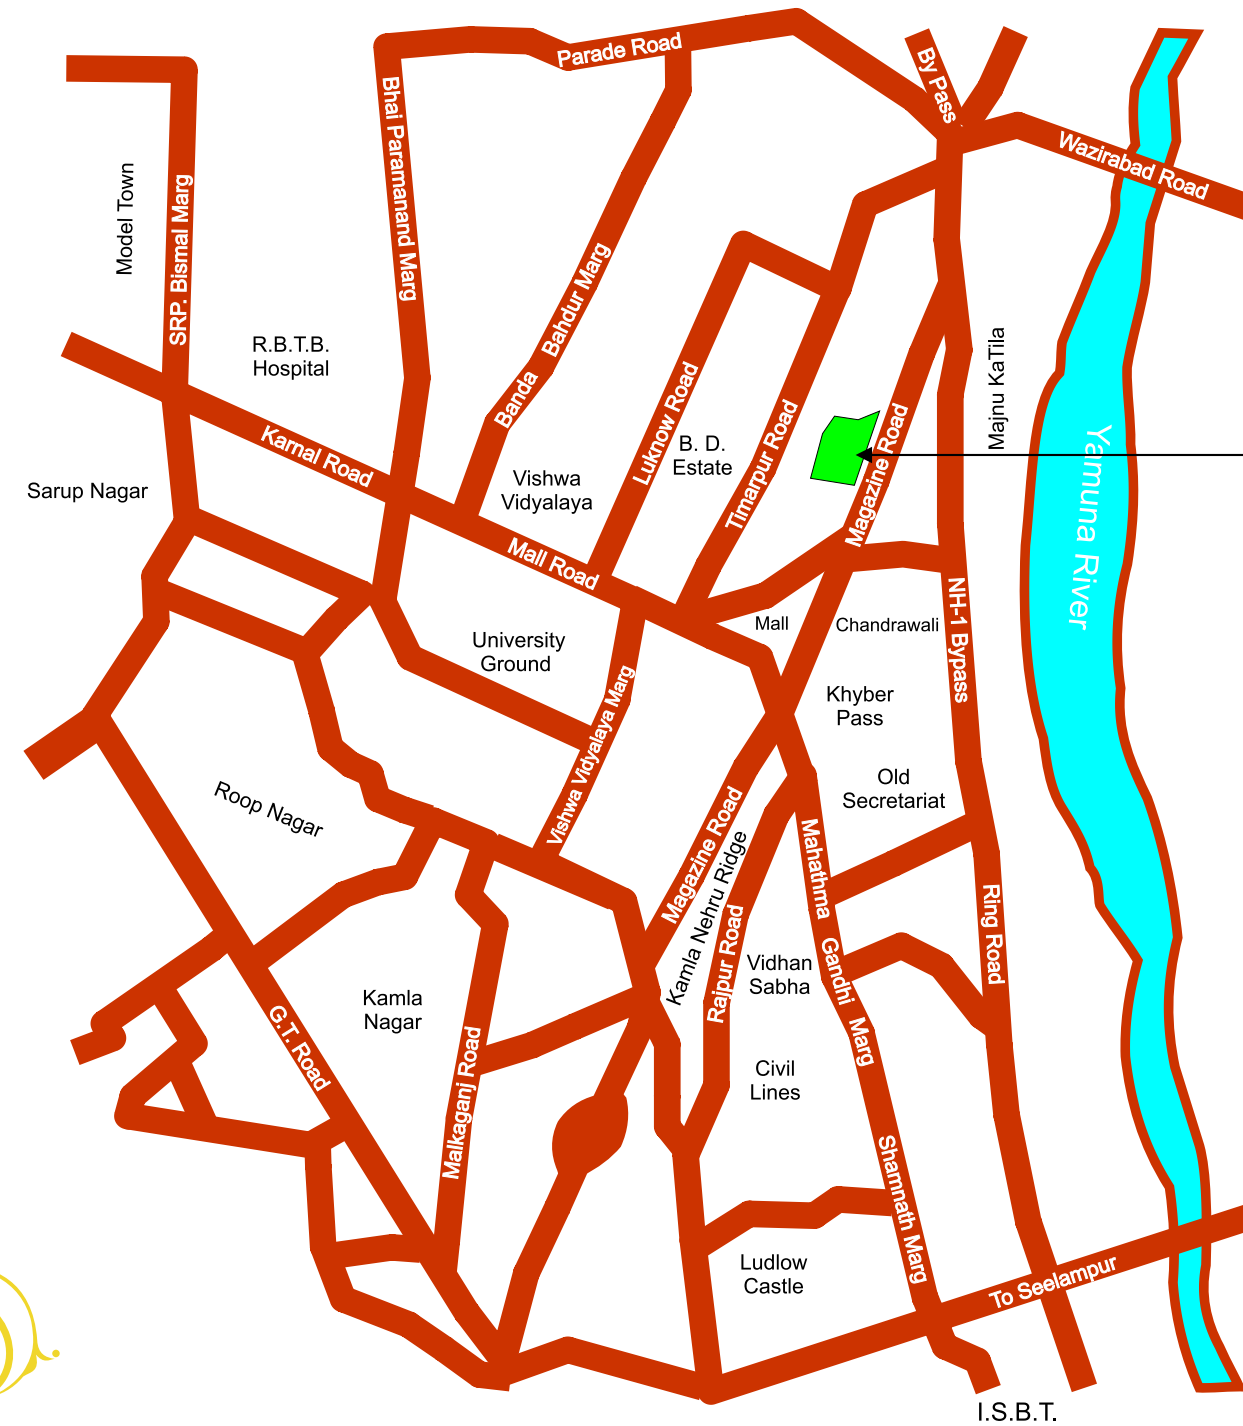 Parade Road
By Pass
Wazirabad Road
Bhai Paramanand Marg
Model Town
SRP. Bismal Marg
Banda Bahdur Marg
R.B.T.B.
Hospital
Majnu KaTila
Luknow Road
Timarpur Road
Magazine Road
Karnal Road
B. D.
Estate
Vishwa
Vidyalaya
Sarup Nagar
Yamuna River
Mall Road
NH-1 Bypass
Mall
Chandrawali
University
Ground
Vishwa Vidyalaya Marg
Khyber
Pass
Old
Secretariat
Roop Nagar
Magazine Road
Kamla Nehru Ridge
Mahathma Gandhi Marg
Ring Road
Rajpur Road
Vidhan
Sabha
Kamla
Nagar
G.T. Road
Malkaganj Road
Civil
Lines
Shamnath Marg
Ludlow
Castle
To Seelampur
I.S.B.T.